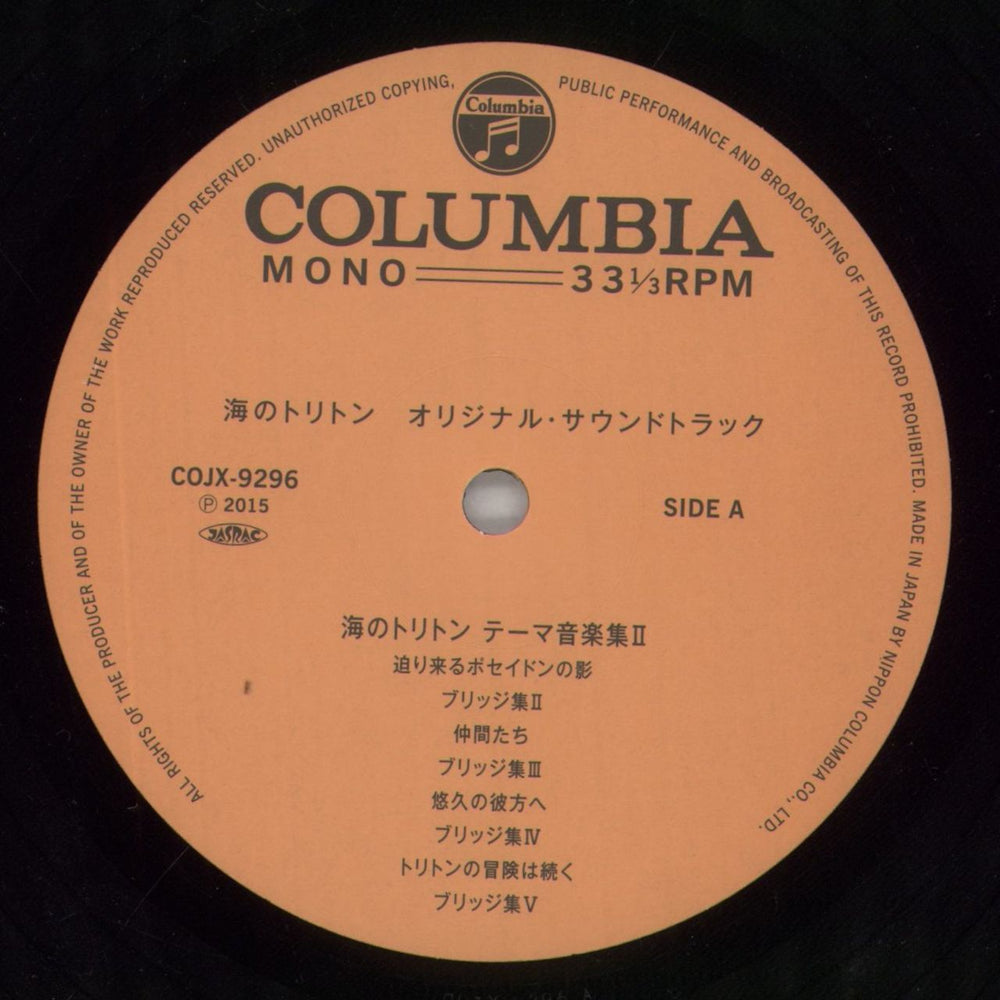 ALL RIGHTS OF THE PRODUCER AND OF THE OWNER OF THE WORK REPRODUCED RESERVED. UNAUTHORIZED COPYING, PUBLIC PERFORMANCE AND BROADCASTING OF THIS RECORD PROHIBITED. MADE IN JAPAN BY NIPPON COLUMBIA CO., LTD.
Columbia
COLUMBIA
MONO 33⅓RPM
海のトリトン オリジナル・サウンドトラック
COJX-9296
℗ 2015
JASRAC
SIDE A
海のトリトン テーマ音楽集Ⅱ
迫り来るポセイドンの影
ブリッジ集Ⅱ
仲間たち
ブリッジ集Ⅲ
悠久の彼方へ
ブリッジ集Ⅳ
トリトンの冒険は続く
ブリッジ集Ⅴ